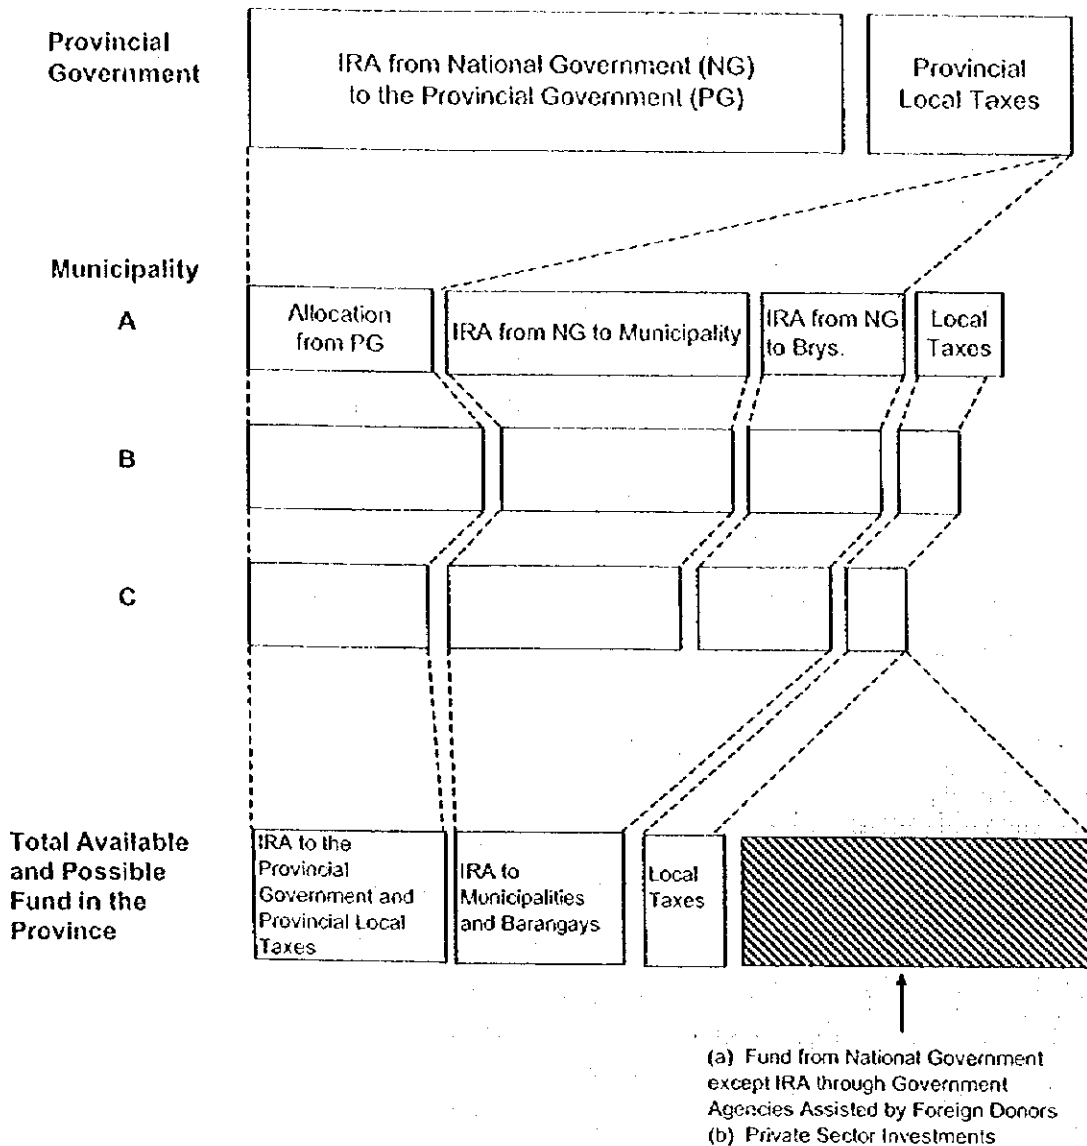 Provincial
Government
IRA from National Government (NG)
to the Provincial Government (PG)
Provincial
Local Taxes
Municipality
A
Allocation
from PG
IRA from NG to Municipality
IRA from NG
to Brys.
Local
Taxes
B
C
Total Available
and Possible
Fund in the
Province
IRA to the
Provincial
Government and
Provincial Local
Taxes
IRA to
Municipalities
and Barangays
Local
Taxes
(a) Fund from National Government
except IRA through Government
Agencies Assisted by Foreign Donors
(b) Private Sector Investments